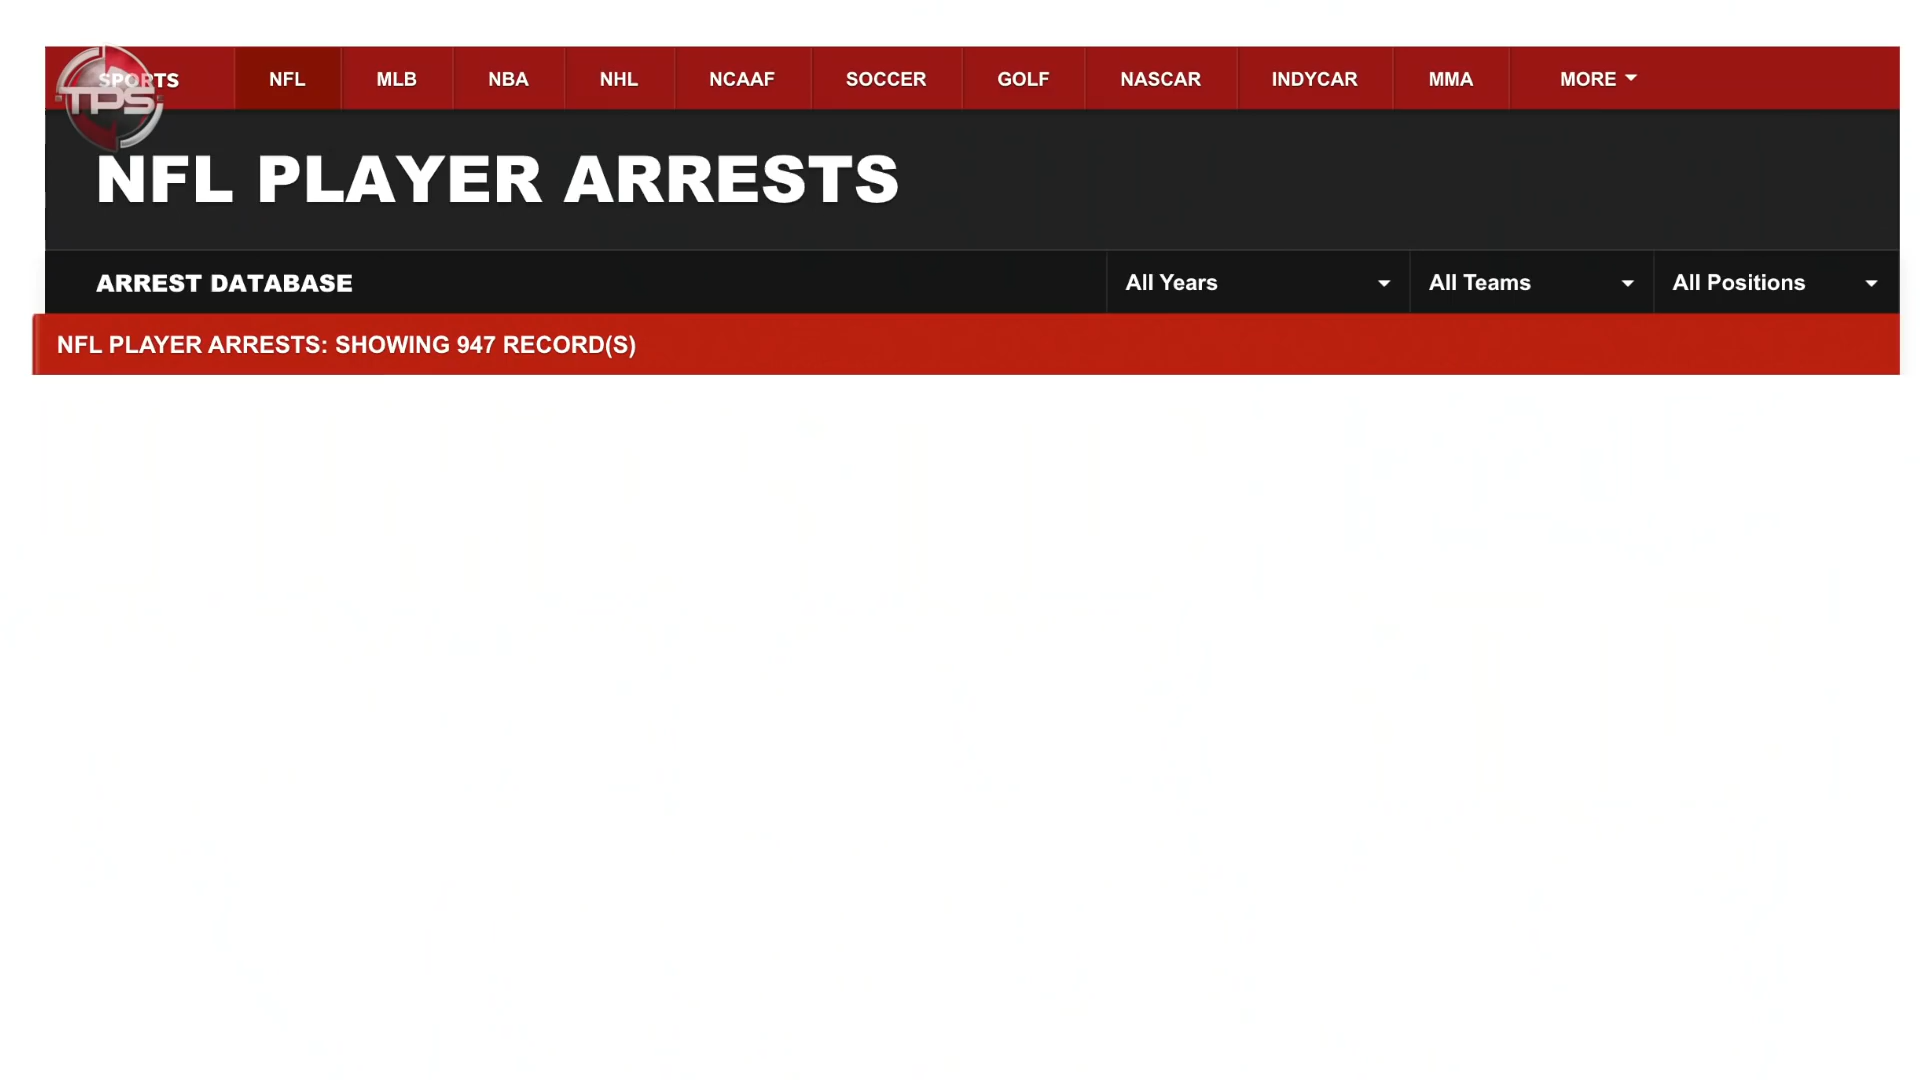 SPORTS NFL MLB NBA NHL NCAAF SOCCER GOLF NASCAR INDYCAR MMA MORE
TPS
NFL PLAYER ARRESTS
ARREST DATABASE All Years All Teams All Positions
NFL PLAYER ARRESTS: SHOWING 947 RECORD(S)